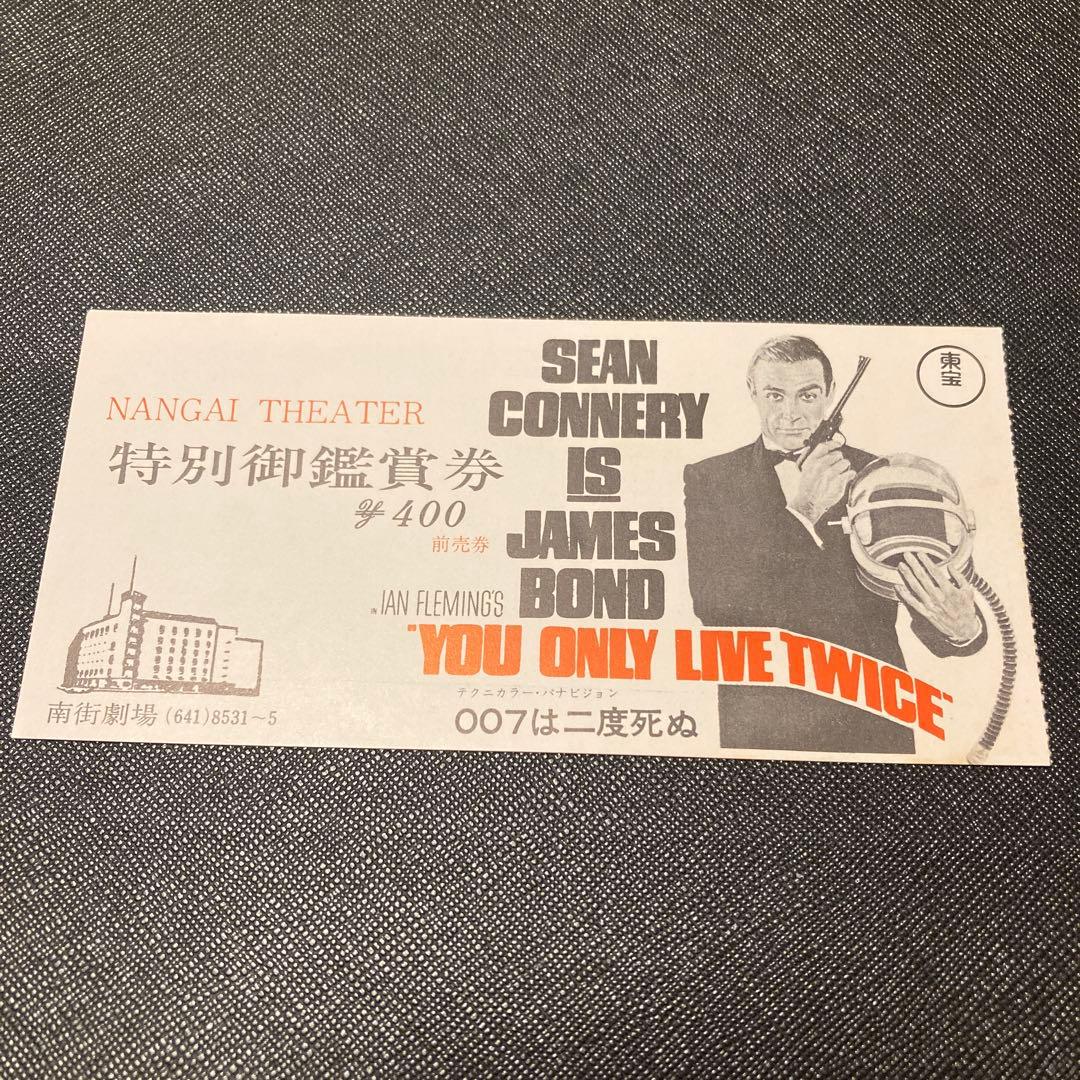 NANGAI THEATER
特別御鑑賞券
¥400
前売券
南街劇場 (641)8531~5
SEAN
CONNERY
IS
JAMES
BOND
IN IAN FLEMING'S
"YOU ONLY LIVE TWICE"
テクニカラー・パナビジョン
007は二度死ぬ
東宝